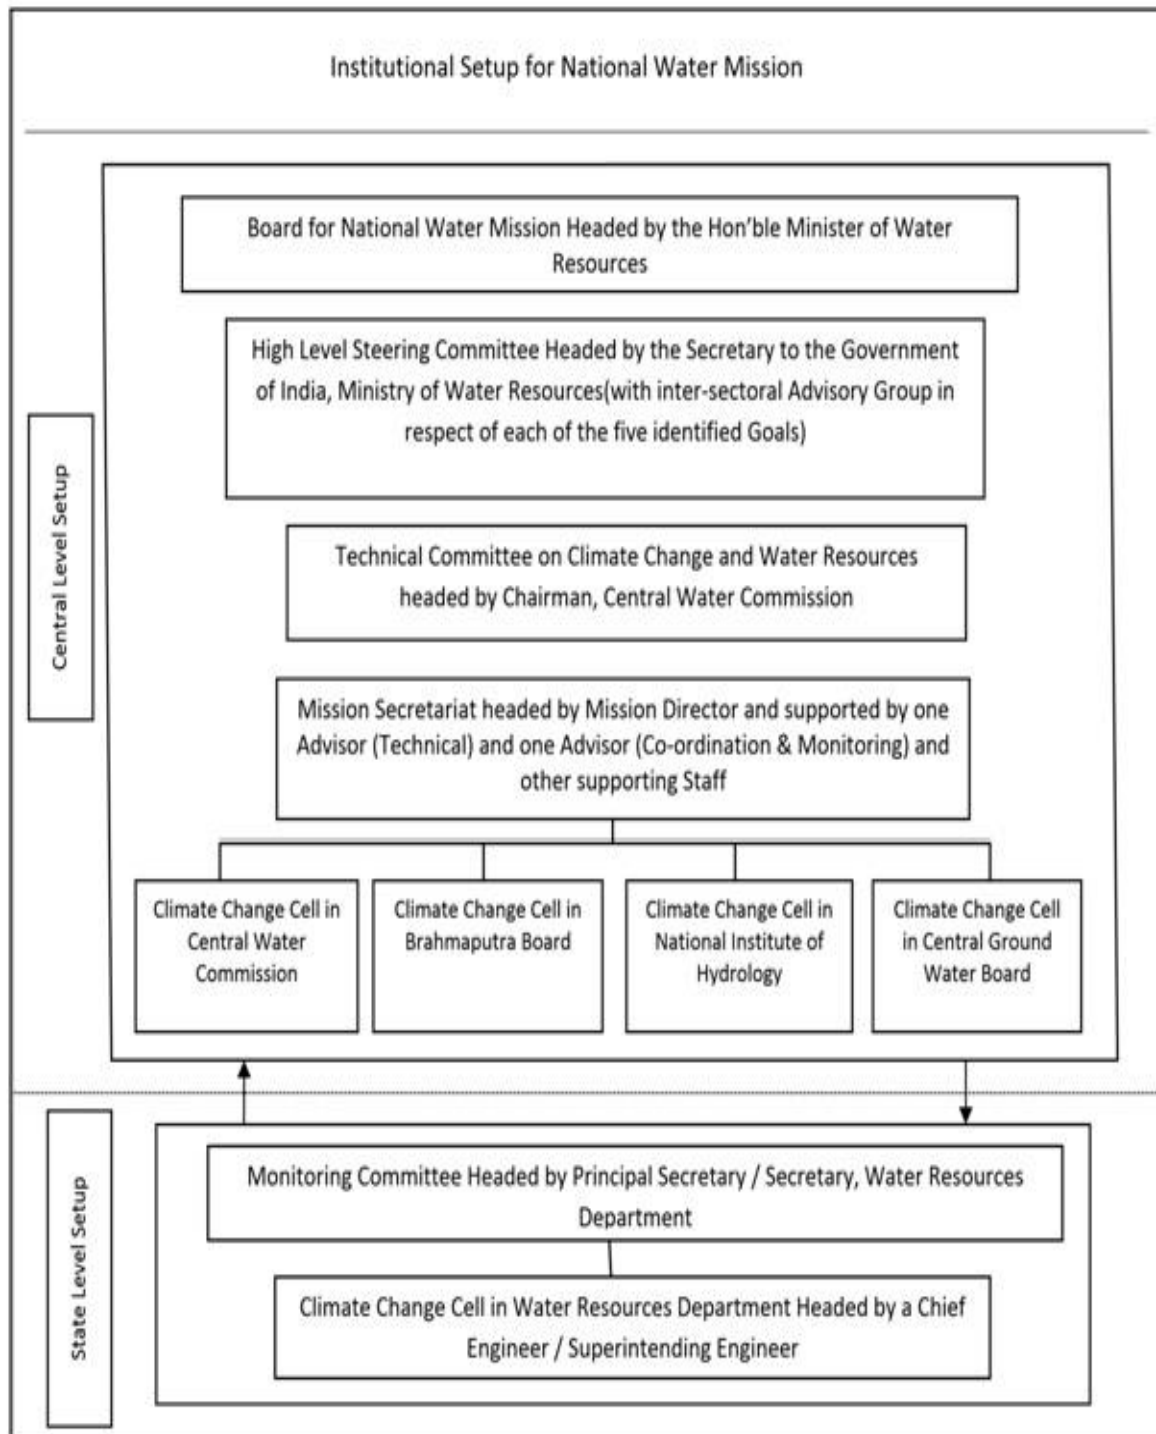 Institutional Setup for National Water Mission
Central Level Setup
Board for National Water Mission Headed by the Hon'ble Minister of Water
Resources
High Level Steering Committee Headed by the Secretary to the Government
of India, Ministry of Water Resources(with inter-sectoral Advisory Group in
respect of each of the five identified Goals)
Technical Committee on Climate Change and Water Resources
headed by Chairman, Central Water Commission
Mission Secretariat headed by Mission Director and supported by one
Advisor (Technical) and one Advisor (Co-ordination & Monitoring) and
other supporting Staff
Climate Change Cell in
Central Water
Commission
Climate Change Cell in
Brahmaputra Board
Climate Change Cell in
National Institute of
Hydrology
Climate Change Cell
in Central Ground
Water Board
State Level Setup
Monitoring Committee Headed by Principal Secretary / Secretary, Water Resources
Department
Climate Change Cell in Water Resources Department Headed by a Chief
Engineer / Superintending Engineer